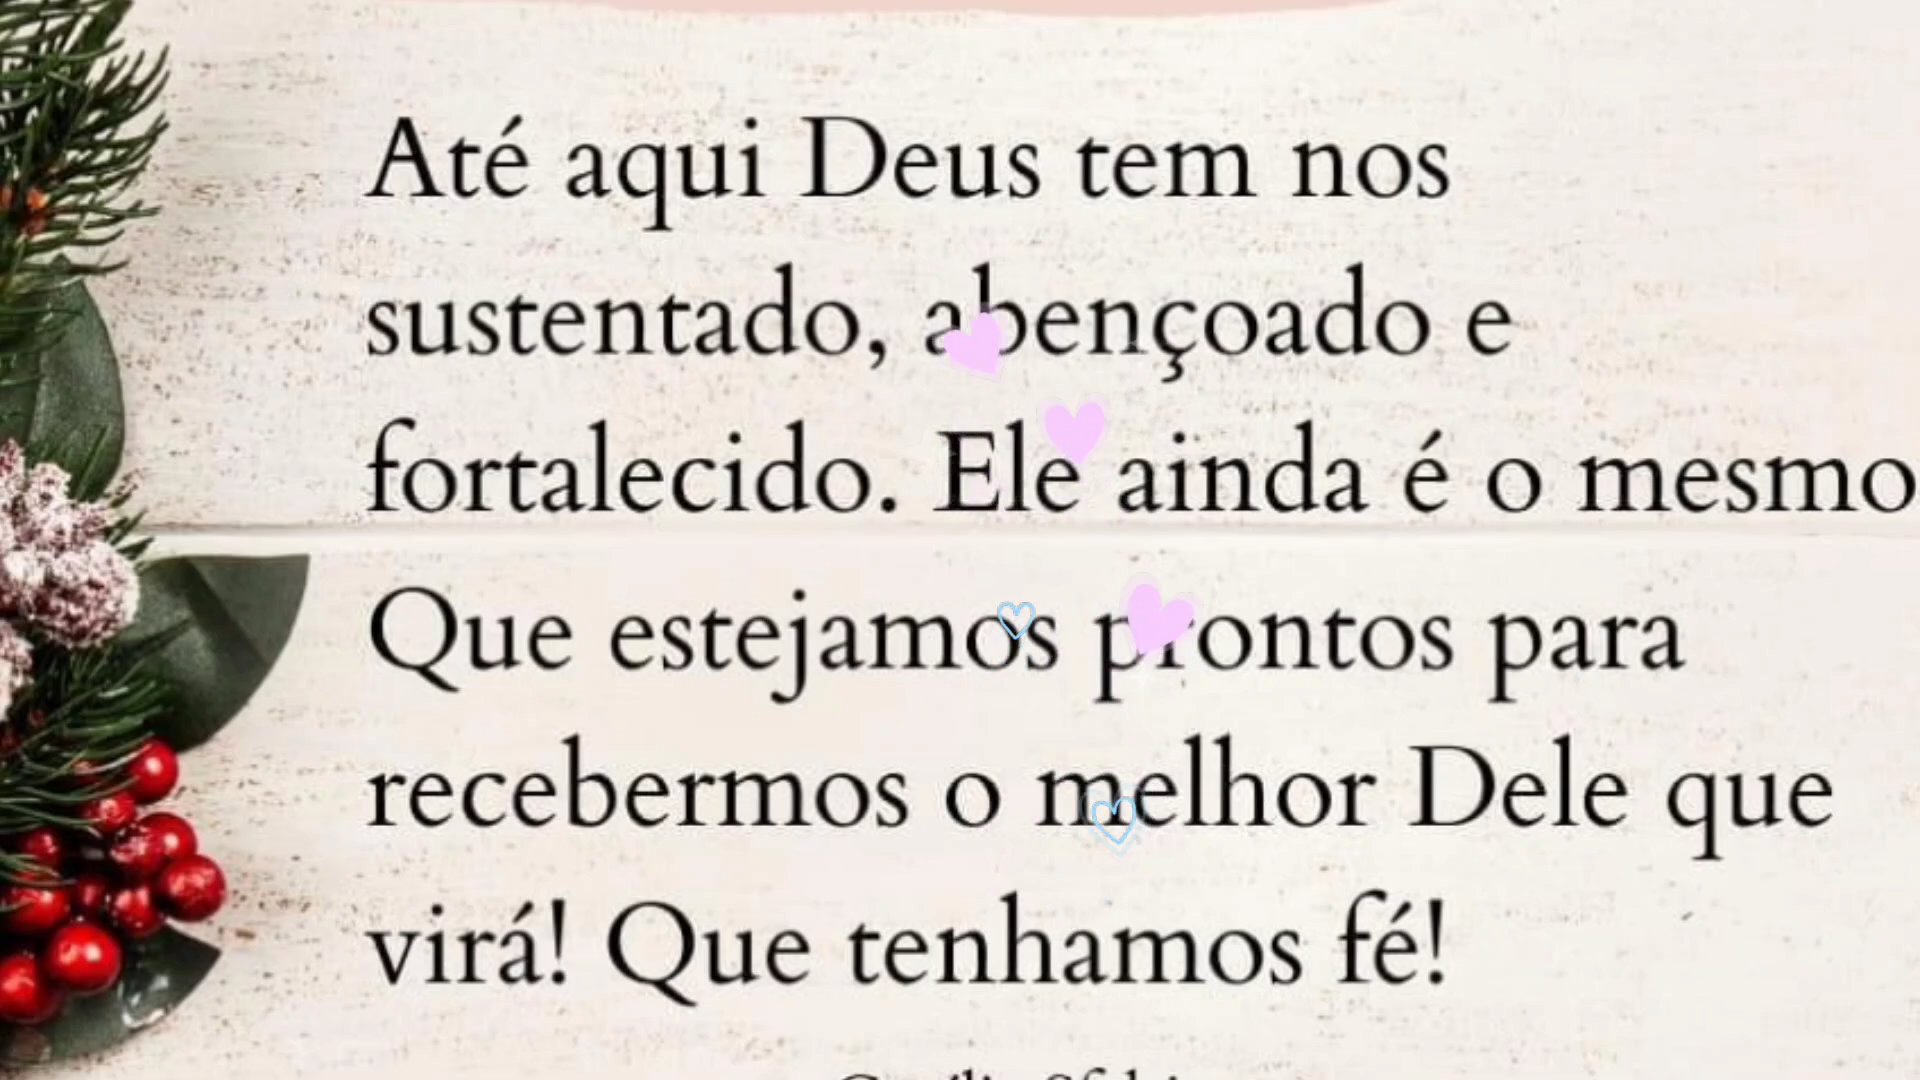 Até aqui Deus tem nos
sustentado, abençoado e
fortalecido. Ele ainda é o mesmo
Que estejamos prontos para
recebermos o melhor Dele que
virá! Que tenhamos fé!